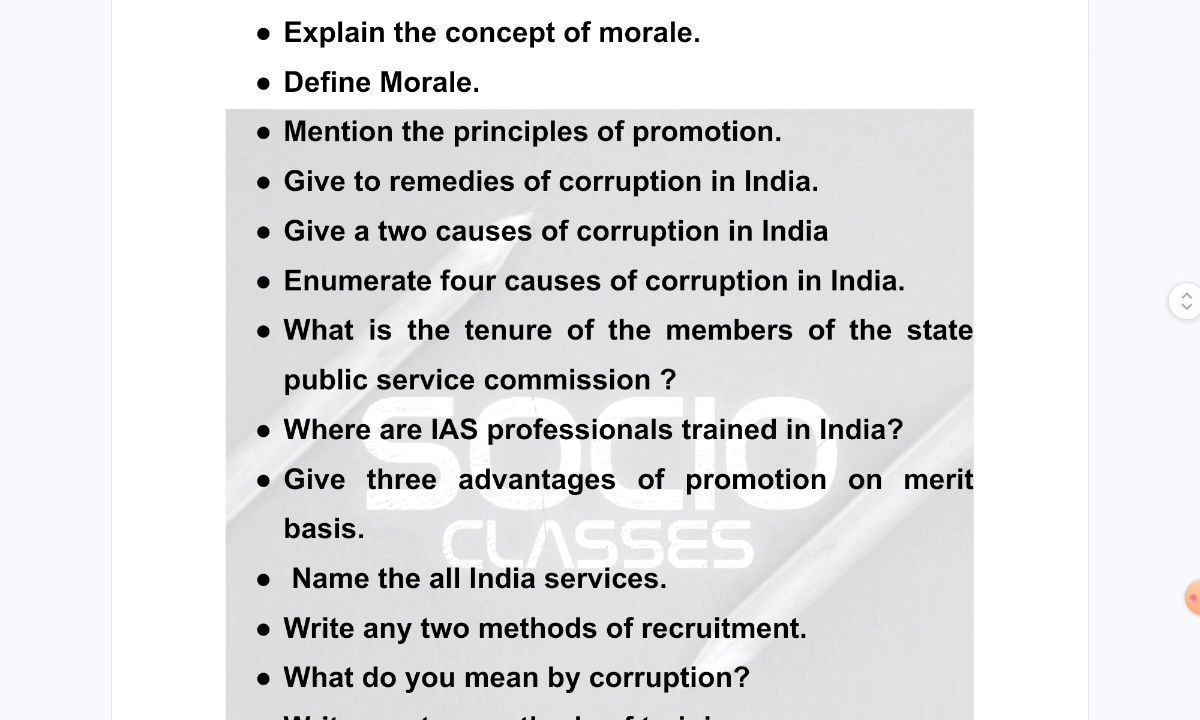 ● Explain the concept of morale.
● Define Morale.
● Mention the principles of promotion.
● Give to remedies of corruption in India.
● Give a two causes of corruption in India
● Enumerate four causes of corruption in India.
● What is the tenure of the members of the state
public service commission ?
● Where are IAS professionals trained in India?
● Give three advantages of promotion on merit
basis.
● Name the all India services.
● Write any two methods of recruitment.
● What do you mean by corruption?
SOCIO
CLASSES